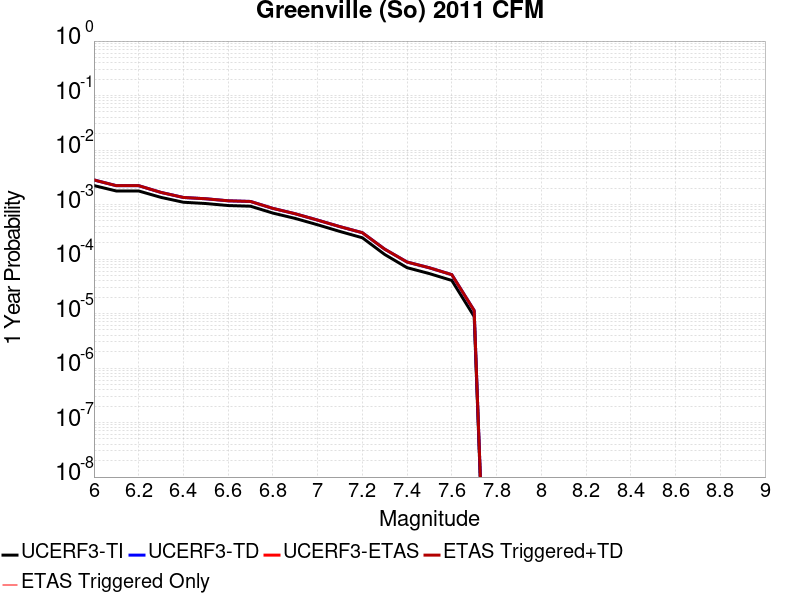 Greenville (So) 2011 CFM
10^0
10^-1
10^-2
10^-3
10^-4
10^-5
10^-6
10^-7
10^-8
1 Year Probability
6 6.2 6.4 6.6 6.8 7 7.2 7.4 7.6 7.8 8 8.2 8.4 8.6 8.8 9
Magnitude
UCERF3-TI UCERF3-TD UCERF3-ETAS ETAS Triggered+TD
ETAS Triggered Only